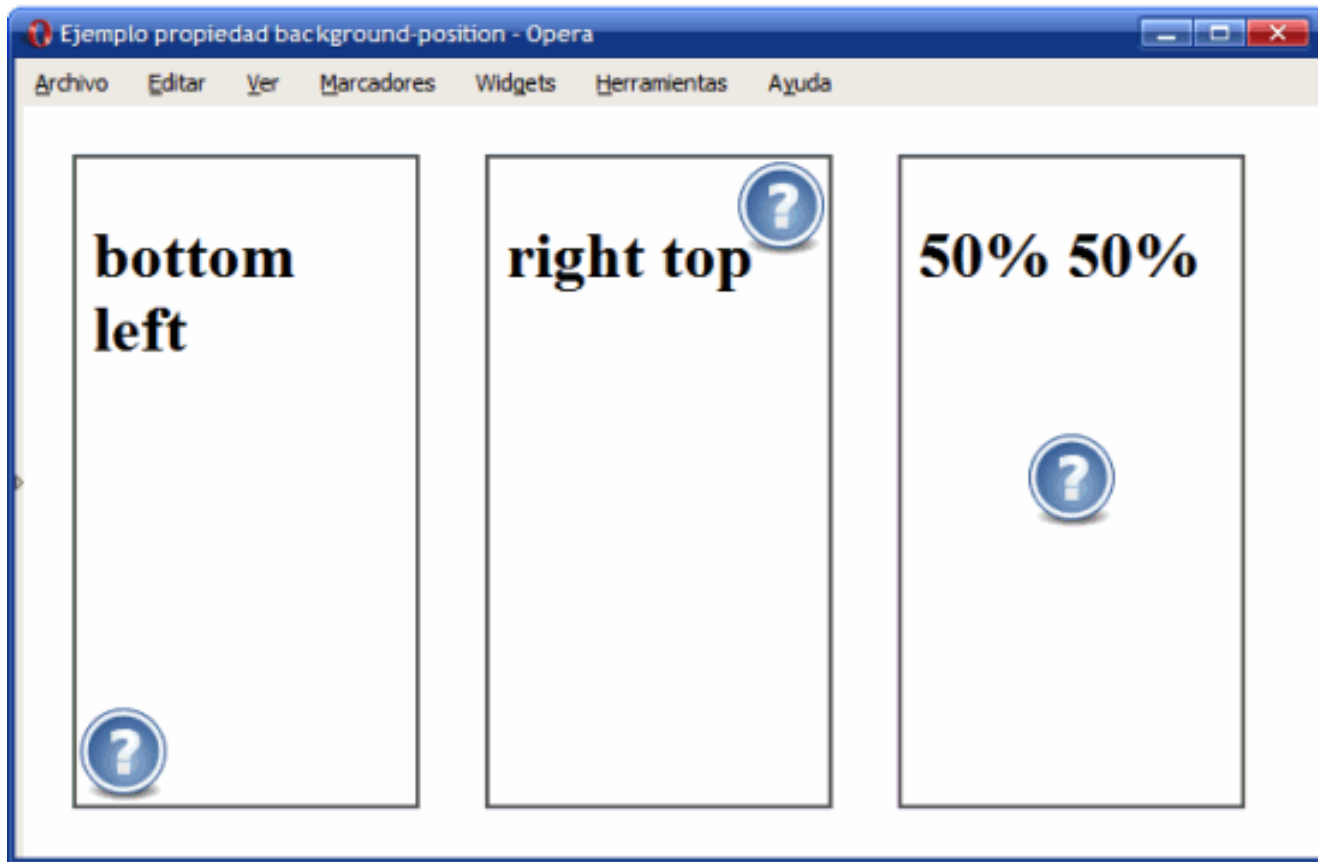 Ejemplo propiedad background-position - Opera
Archivo Editar Ver Marcadores Widgets Herramientas Ayuda
bottom
left
?
right top
?
50% 50%
?